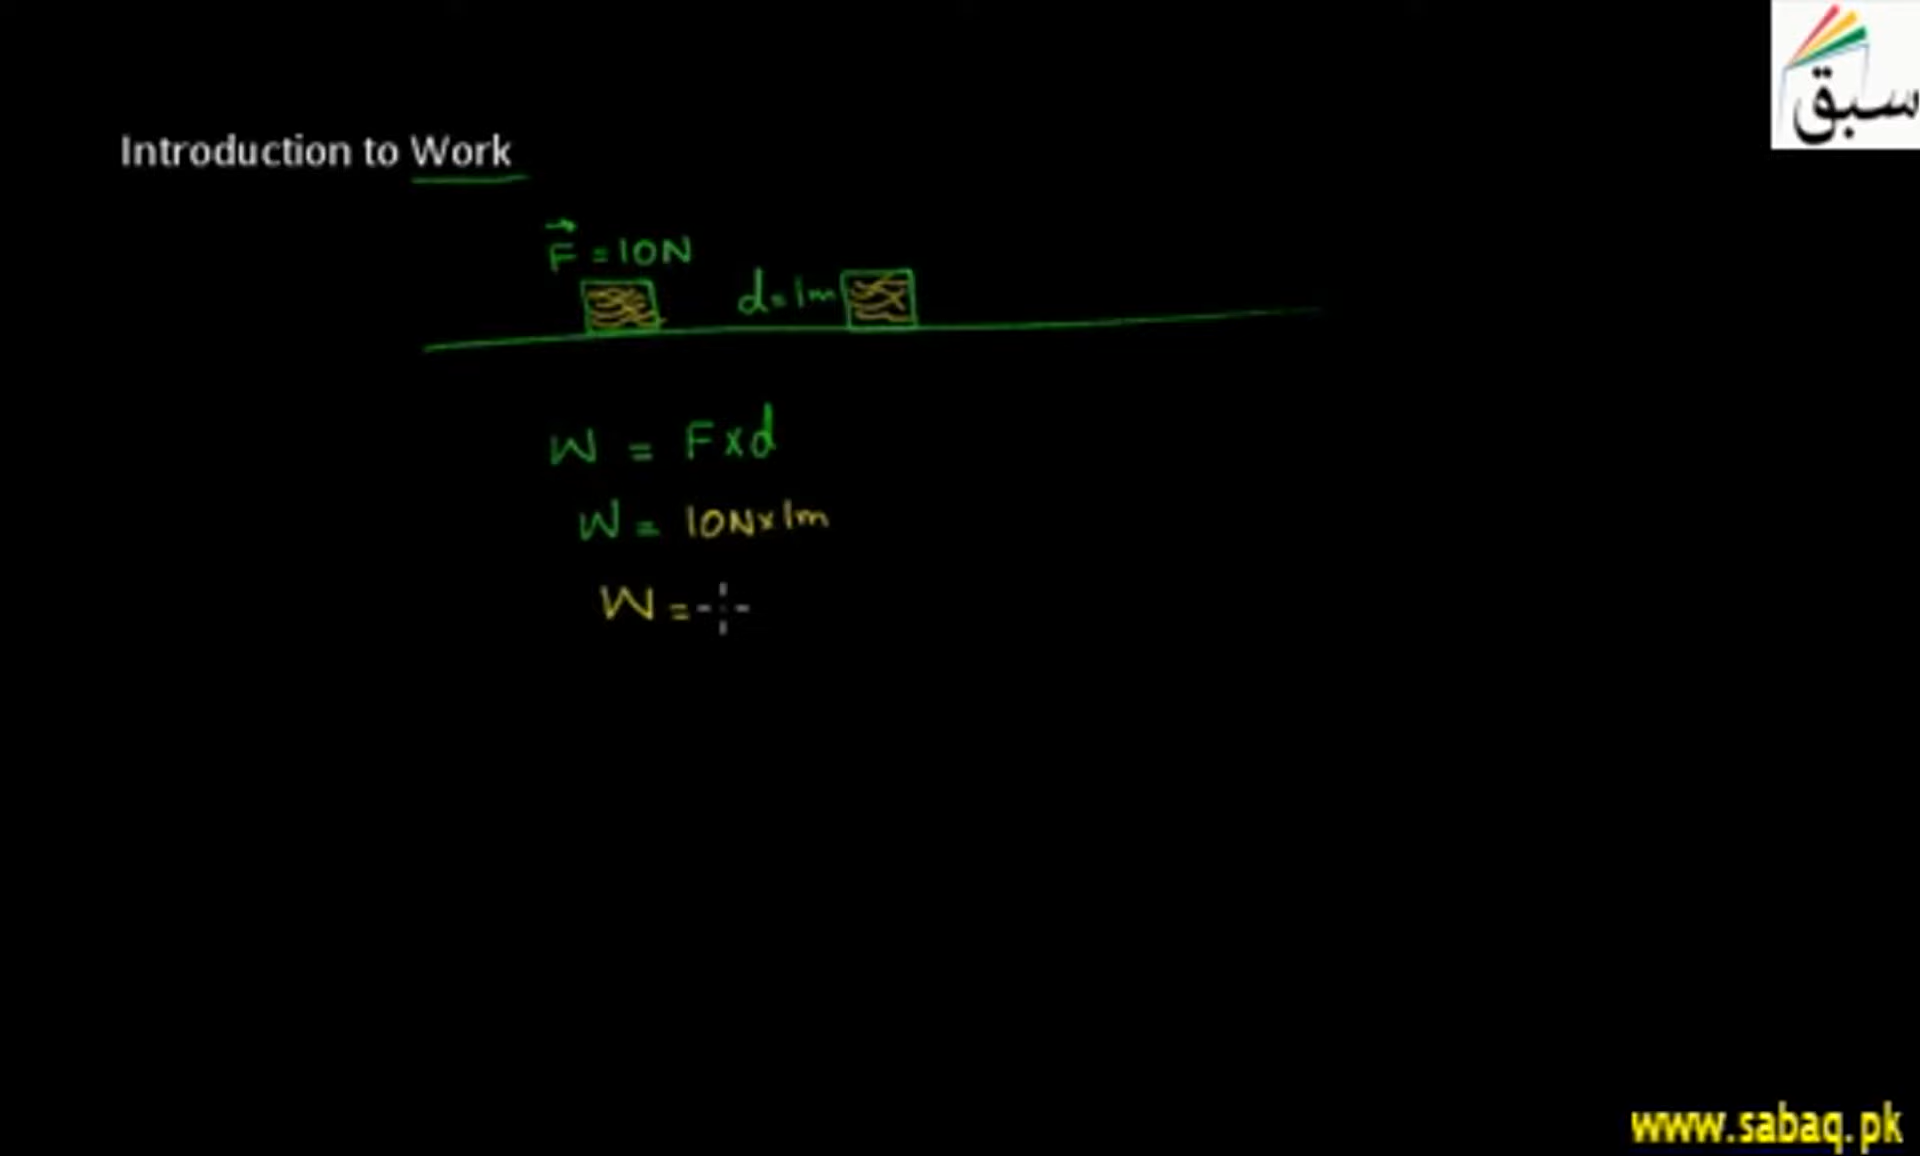 سبق
Introduction to Work
F = 10N
d = 1m
W = F x d
W = 10N x 1m
W =
www.sabaq.pk